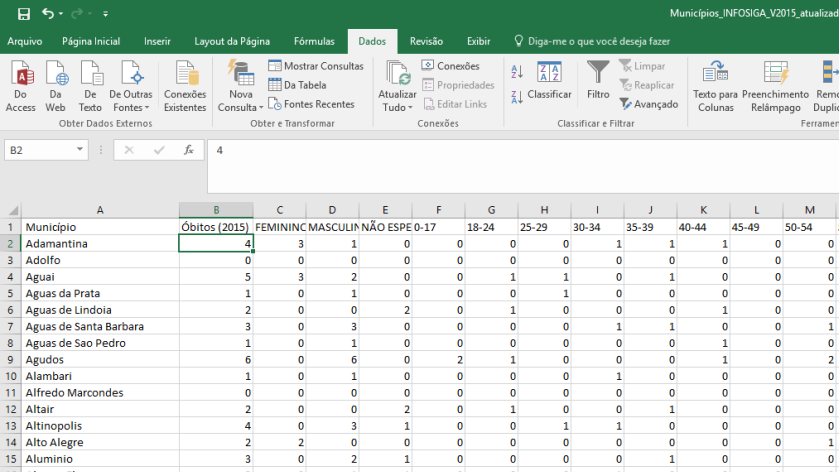 Municípios_INFOSIGA_V2015_atualizad
Arquivo Página Inicial Inserir Layout da Página Fórmulas Dados Revisão Exibir Diga-me o que você deseja fazer
Do Access
Da Web
De Texto
De Outras Fontes
Conexões Existentes
Obter Dados Externos
Nova Consulta
Mostrar Consultas
Da Tabela
Fontes Recentes
Obter e Transformar
Atualizar Tudo
Conexões
Propriedades
Editar Links
Conexões
Classificar
Filtro
Limpar
Reaplicar
Avançado
Classificar e Filtrar
Texto para Colunas
Preenchimento Relâmpago
Remo
Duplic
Ferramen
B2 fx 4
A B C D E F G H I J K L M
1 Município Óbitos (2015) FEMININO MASCULIN NÃO ESPE 0-17 18-24 25-29 30-34 35-39 40-44 45-49 50-54
2 Adamantina 4 3 1 0 0 0 0 1 1 1 0 0
3 Adolfo 0 0 0 0 0 0 0 0 0 0 0 0
4 Aguai 5 3 2 0 0 1 1 0 1 0 0 0
5 Aguas da Prata 1 0 1 0 0 0 1 0 0 0 0 0
6 Aguas de Lindoia 2 0 0 2 0 1 0 0 0 1 0 0
7 Aguas de Santa Barbara 3 0 3 0 0 0 0 1 1 0 0 1
8 Aguas de Sao Pedro 1 0 1 0 0 0 0 0 0 1 0 0
9 Agudos 6 0 6 0 2 1 0 0 0 1 0 2
10 Alambari 1 0 1 0 0 0 0 1 0 0 0 0
11 Alfredo Marcondes 0 0 0 0 0 0 0 0 0 0 0 0
12 Altair 2 0 0 2 0 1 0 0 1 0 0 0
13 Altinopolis 4 0 3 1 0 0 1 1 0 0 0 0
14 Alto Alegre 2 2 0 0 0 0 0 0 0 0 0 1
15 Aluminio 3 0 2 1 0 0 0 0 1 0 0 0